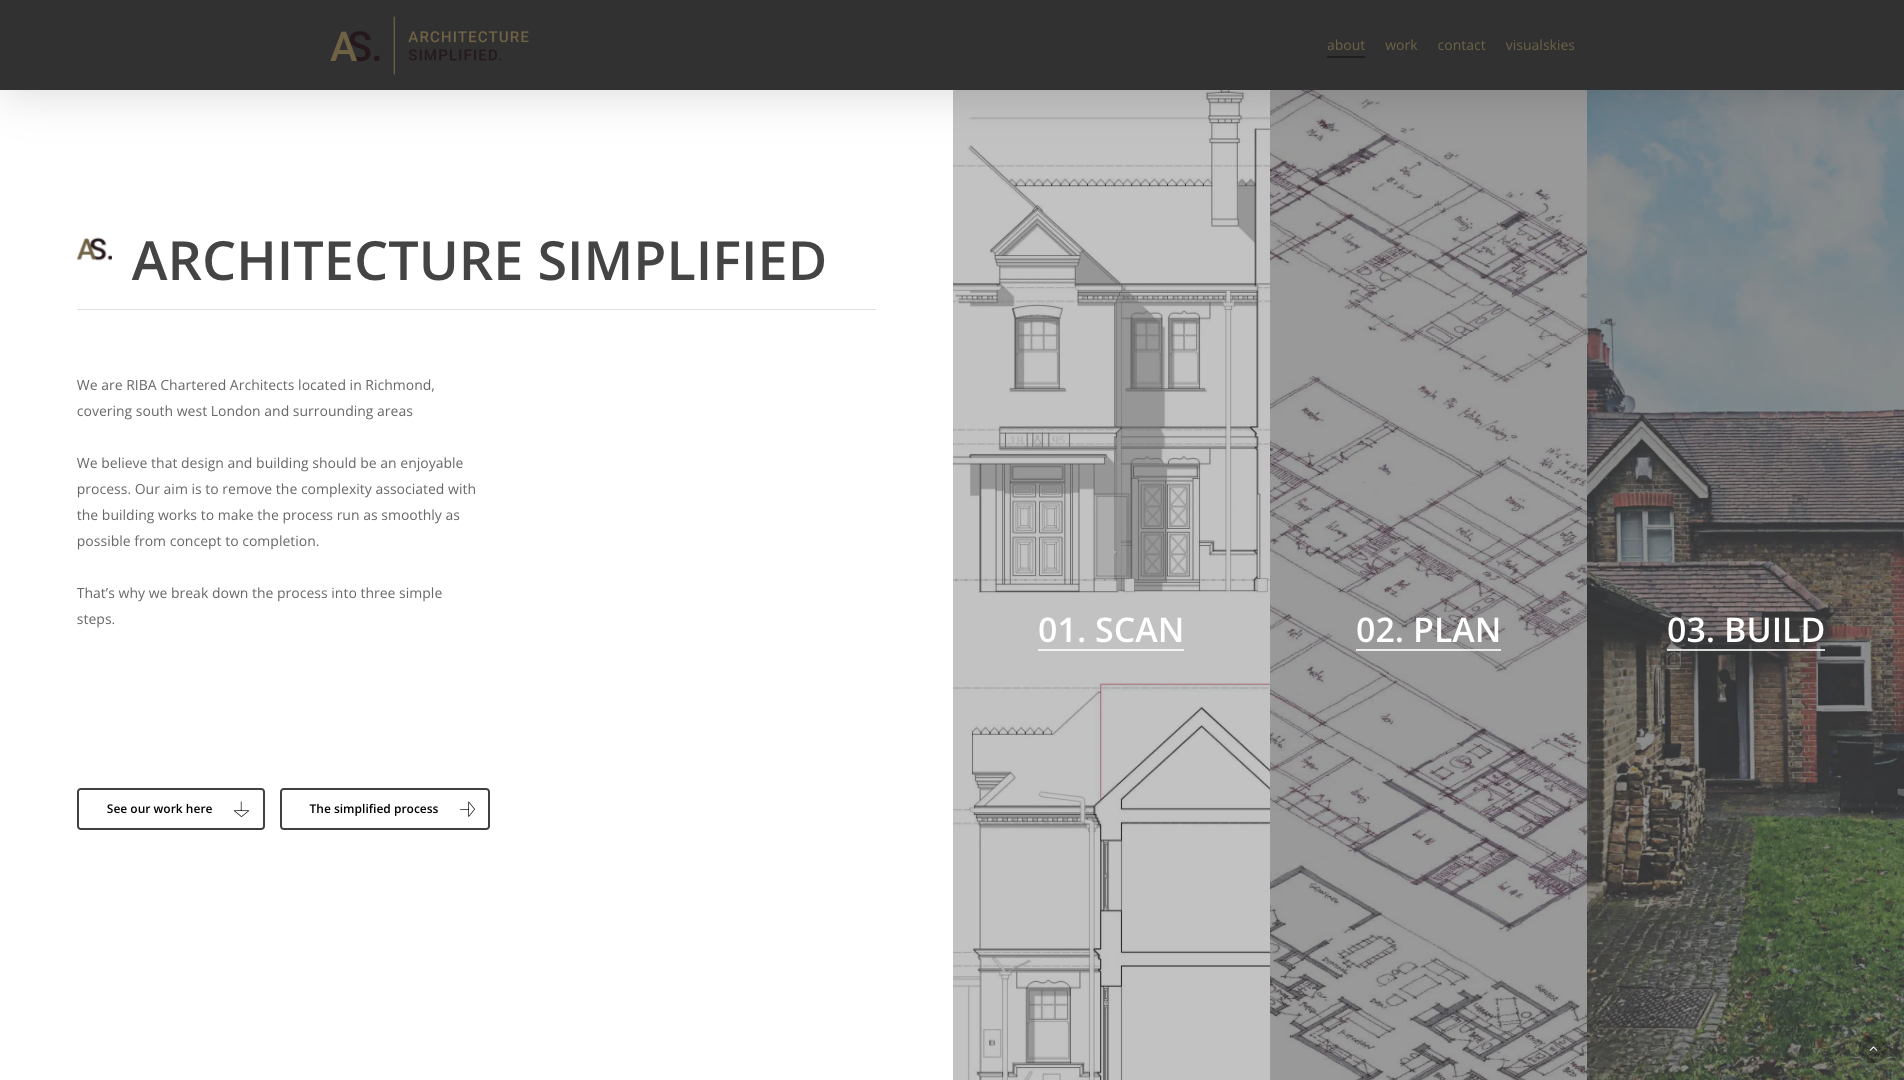 AS.
ARCHITECTURE
SIMPLIFIED.
about work contact visualskies
AS. ARCHITECTURE SIMPLIFIED
We are RIBA Chartered Architects located in Richmond,
covering south west London and surrounding areas
We believe that design and building should be an enjoyable
process. Our aim is to remove the complexity associated with
the building works to make the process run as smoothly as
possible from concept to completion.
That’s why we break down the process into three simple
steps.
See our work here
The simplified process
01. SCAN
02. PLAN
03. BUILD